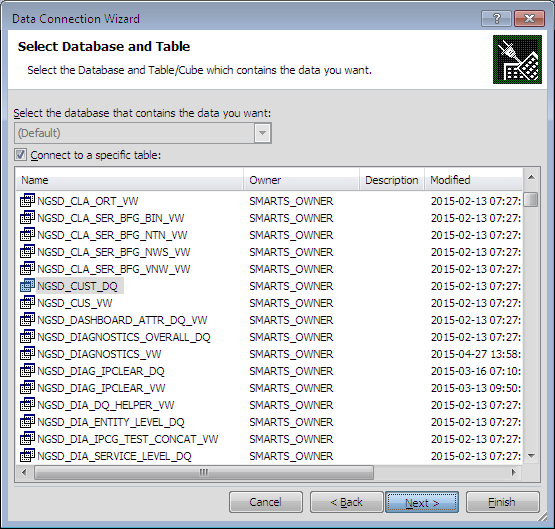 Data Connection Wizard
Select Database and Table
Select the Database and Table/Cube which contains the data you want.
Select the database that contains the data you want:
(Default)
Connect to a specific table:
Name Owner Description Modified
NGSD_CLA_ORT_VW SMARTS_OWNER 2015-02-13 07:27:
NGSD_CLA_SER_BFG_BIN_VW SMARTS_OWNER 2015-02-13 07:27:
NGSD_CLA_SER_BFG_NTN_VW SMARTS_OWNER 2015-02-13 07:27:
NGSD_CLA_SER_BFG_NWS_VW SMARTS_OWNER 2015-02-13 07:27:
NGSD_CLA_SER_BFG_VNW_VW SMARTS_OWNER 2015-02-13 07:27:
NGSD_CUST_DQ SMARTS_OWNER 2015-02-13 07:27:
NGSD_CUS_VW SMARTS_OWNER 2015-02-13 07:27:
NGSD_DASHBOARD_ATTR_DQ_VW SMARTS_OWNER 2015-02-13 07:27:
NGSD_DIAGNOSTICS_OVERALL_DQ SMARTS_OWNER 2015-02-13 07:27:
NGSD_DIAGNOSTICS_VW SMARTS_OWNER 2015-04-27 13:58:
NGSD_DIAG_IPCLEAR_DQ SMARTS_OWNER 2015-03-16 07:10:
NGSD_DIAG_IPCLEAR_VW SMARTS_OWNER 2015-03-13 09:50:
NGSD_DIA_DQ_HELPER_VW SMARTS_OWNER 2015-02-13 07:27:
NGSD_DIA_ENTITY_LEVEL_DQ SMARTS_OWNER 2015-02-13 07:27:
NGSD_DIA_IPCG_TEST_CONCAT_VW SMARTS_OWNER 2015-02-13 07:27:
NGSD_DIA_SERVICE_LEVEL_DQ SMARTS_OWNER 2015-02-13 07:27:
Cancel < Back Next > Finish